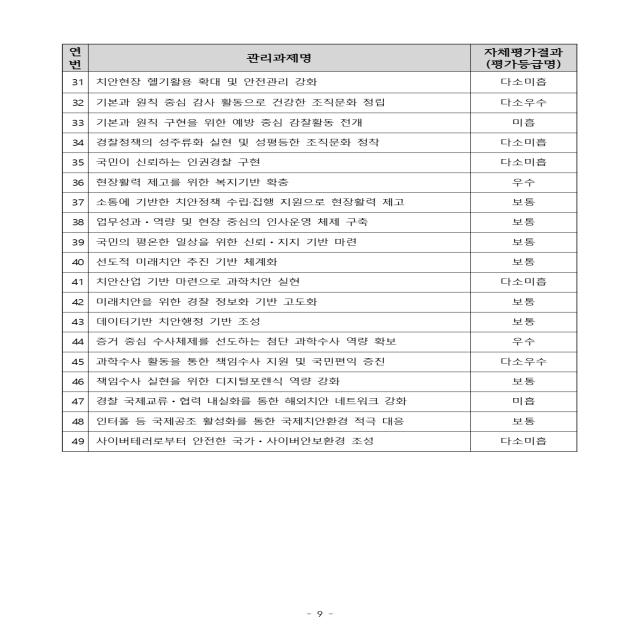 연번 관리과제명 자체평가결과
(평가등급명)
31 치안현장 헬기활용 확대 및 안전관리 강화 다소미흡
32 기본과 원칙 중심 감사 활동으로 건강한 조직문화 정립 다소우수
33 기본과 원칙 구현을 위한 예방 중심 감찰활동 전개 미흡
34 경찰정책의 성주류화 실현 및 성평등한 조직문화 정착 다소미흡
35 국민이 신뢰하는 인권경찰 구현 다소미흡
36 현장활력 제고를 위한 복지기반 확충 우수
37 소통에 기반한 치안정책 수립·집행 지원으로 현장활력 제고 보통
38 업무성과·역량 및 현장 중심의 인사운영 체제 구축 보통
39 국민의 평온한 일상을 위한 신뢰·지지 기반 마련 보통
40 선도적 미래치안 추진 기반 체계화 보통
41 치안산업 기반 마련으로 과학치안 실현 다소미흡
42 미래치안을 위한 경찰 정보화 기반 고도화 보통
43 데이터기반 치안행정 기반 조성 보통
44 증거 중심 수사체제를 선도하는 첨단 과학수사 역량 확보 우수
45 과학수사 활동을 통한 책임수사 지원 및 국민편익 증진 다소우수
46 책임수사 실현을 위한 디지털포렌식 역량 강화 보통
47 경찰 국제교류·협력 내실화를 통한 해외치안 네트워크 강화 미흡
48 인터폴 등 국제공조 활성화를 통한 국제치안환경 적극 대응 보통
49 사이버테러로부터 안전한 국가·사이버안보환경 조성 다소미흡
- 9 -